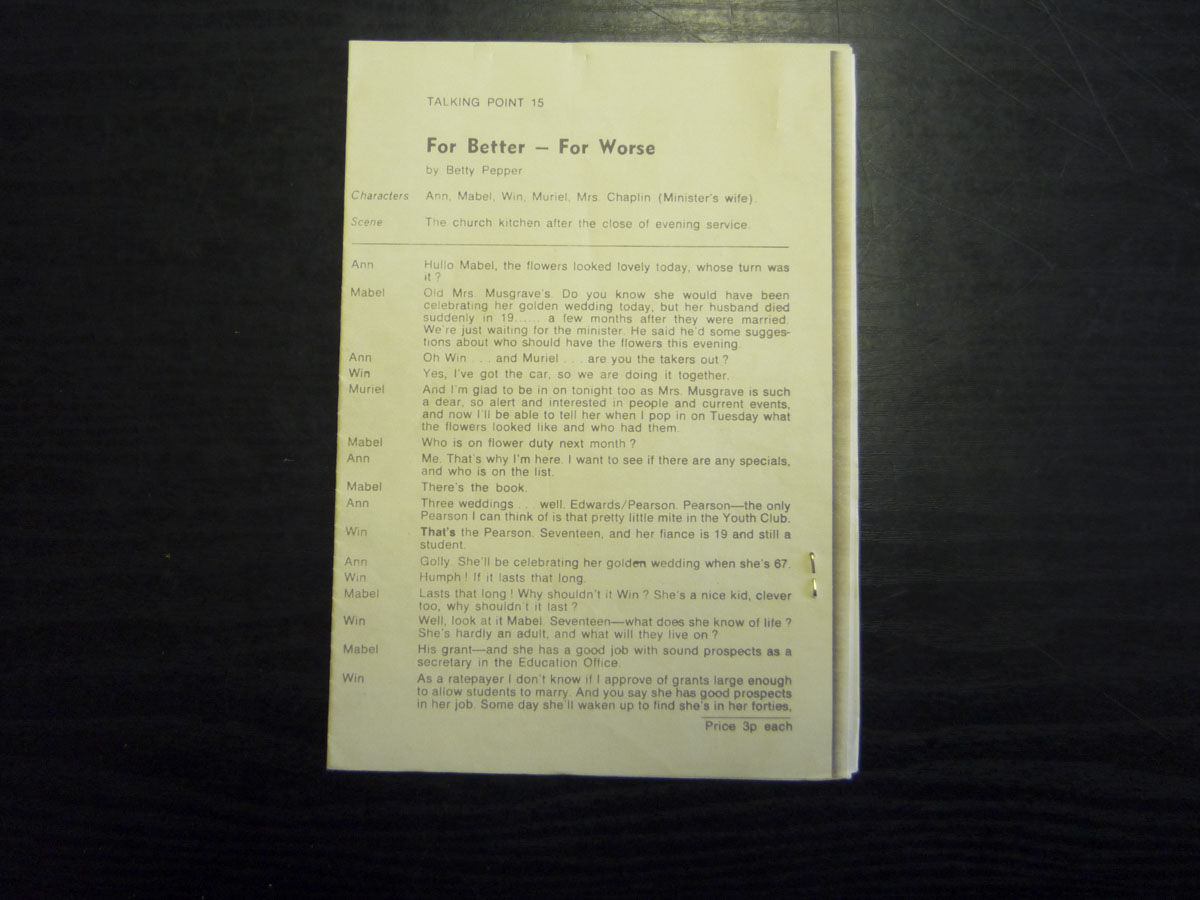 TALKING POINT 15
For Better – For Worse
by Betty Pepper
Characters Ann, Mabel, Win, Muriel, Mrs. Chaplin (Minister's wife).
Scene The church kitchen after the close of evening service.
Ann Hullo Mabel, the flowers looked lovely today, whose turn was
it ?
Mabel Old Mrs. Musgrave's. Do you know she would have been
celebrating her golden wedding today, but her husband died
suddenly in 19...... a few months after they were married.
We're just waiting for the minister. He said he'd some sugges-
tions about who should have the flowers this evening.
Ann Oh Win . . . and Muriel . . . are you the takers out ?
Win Yes, I've got the car, so we are doing it together.
Muriel And I'm glad to be in on tonight too as Mrs. Musgrave is such
a dear, so alert and interested in people and current events,
and now I'll be able to tell her when I pop in on Tuesday what
the flowers looked like and who had them.
Mabel Who is on flower duty next month ?
Ann Me. That's why I'm here. I want to see if there are any specials,
and who is on the list.
Mabel There's the book.
Ann Three weddings . . . well. Edwards/Pearson. Pearson—the only
Pearson I can think of is that pretty little mite in the Youth Club.
Win That's the Pearson. Seventeen, and her fiance is 19 and still a
student.
Ann Golly. She'll be celebrating her golden wedding when she's 67.
Win Humph ! If it lasts that long.
Mabel Lasts that long ! Why shouldn't it Win ? She's a nice kid, clever
too, why shouldn't it last ?
Win Well, look at it Mabel. Seventeen—what does she know of life ?
She's hardly an adult, and what will they live on ?
Mabel His grant—and she has a good job with sound prospects as a
secretary in the Education Office.
Win As a ratepayer I don't know if I approve of grants large enough
to allow students to marry. And you say she has good prospects
in her job. Some day she'll waken up to find she's in her forties,
Price 3p each